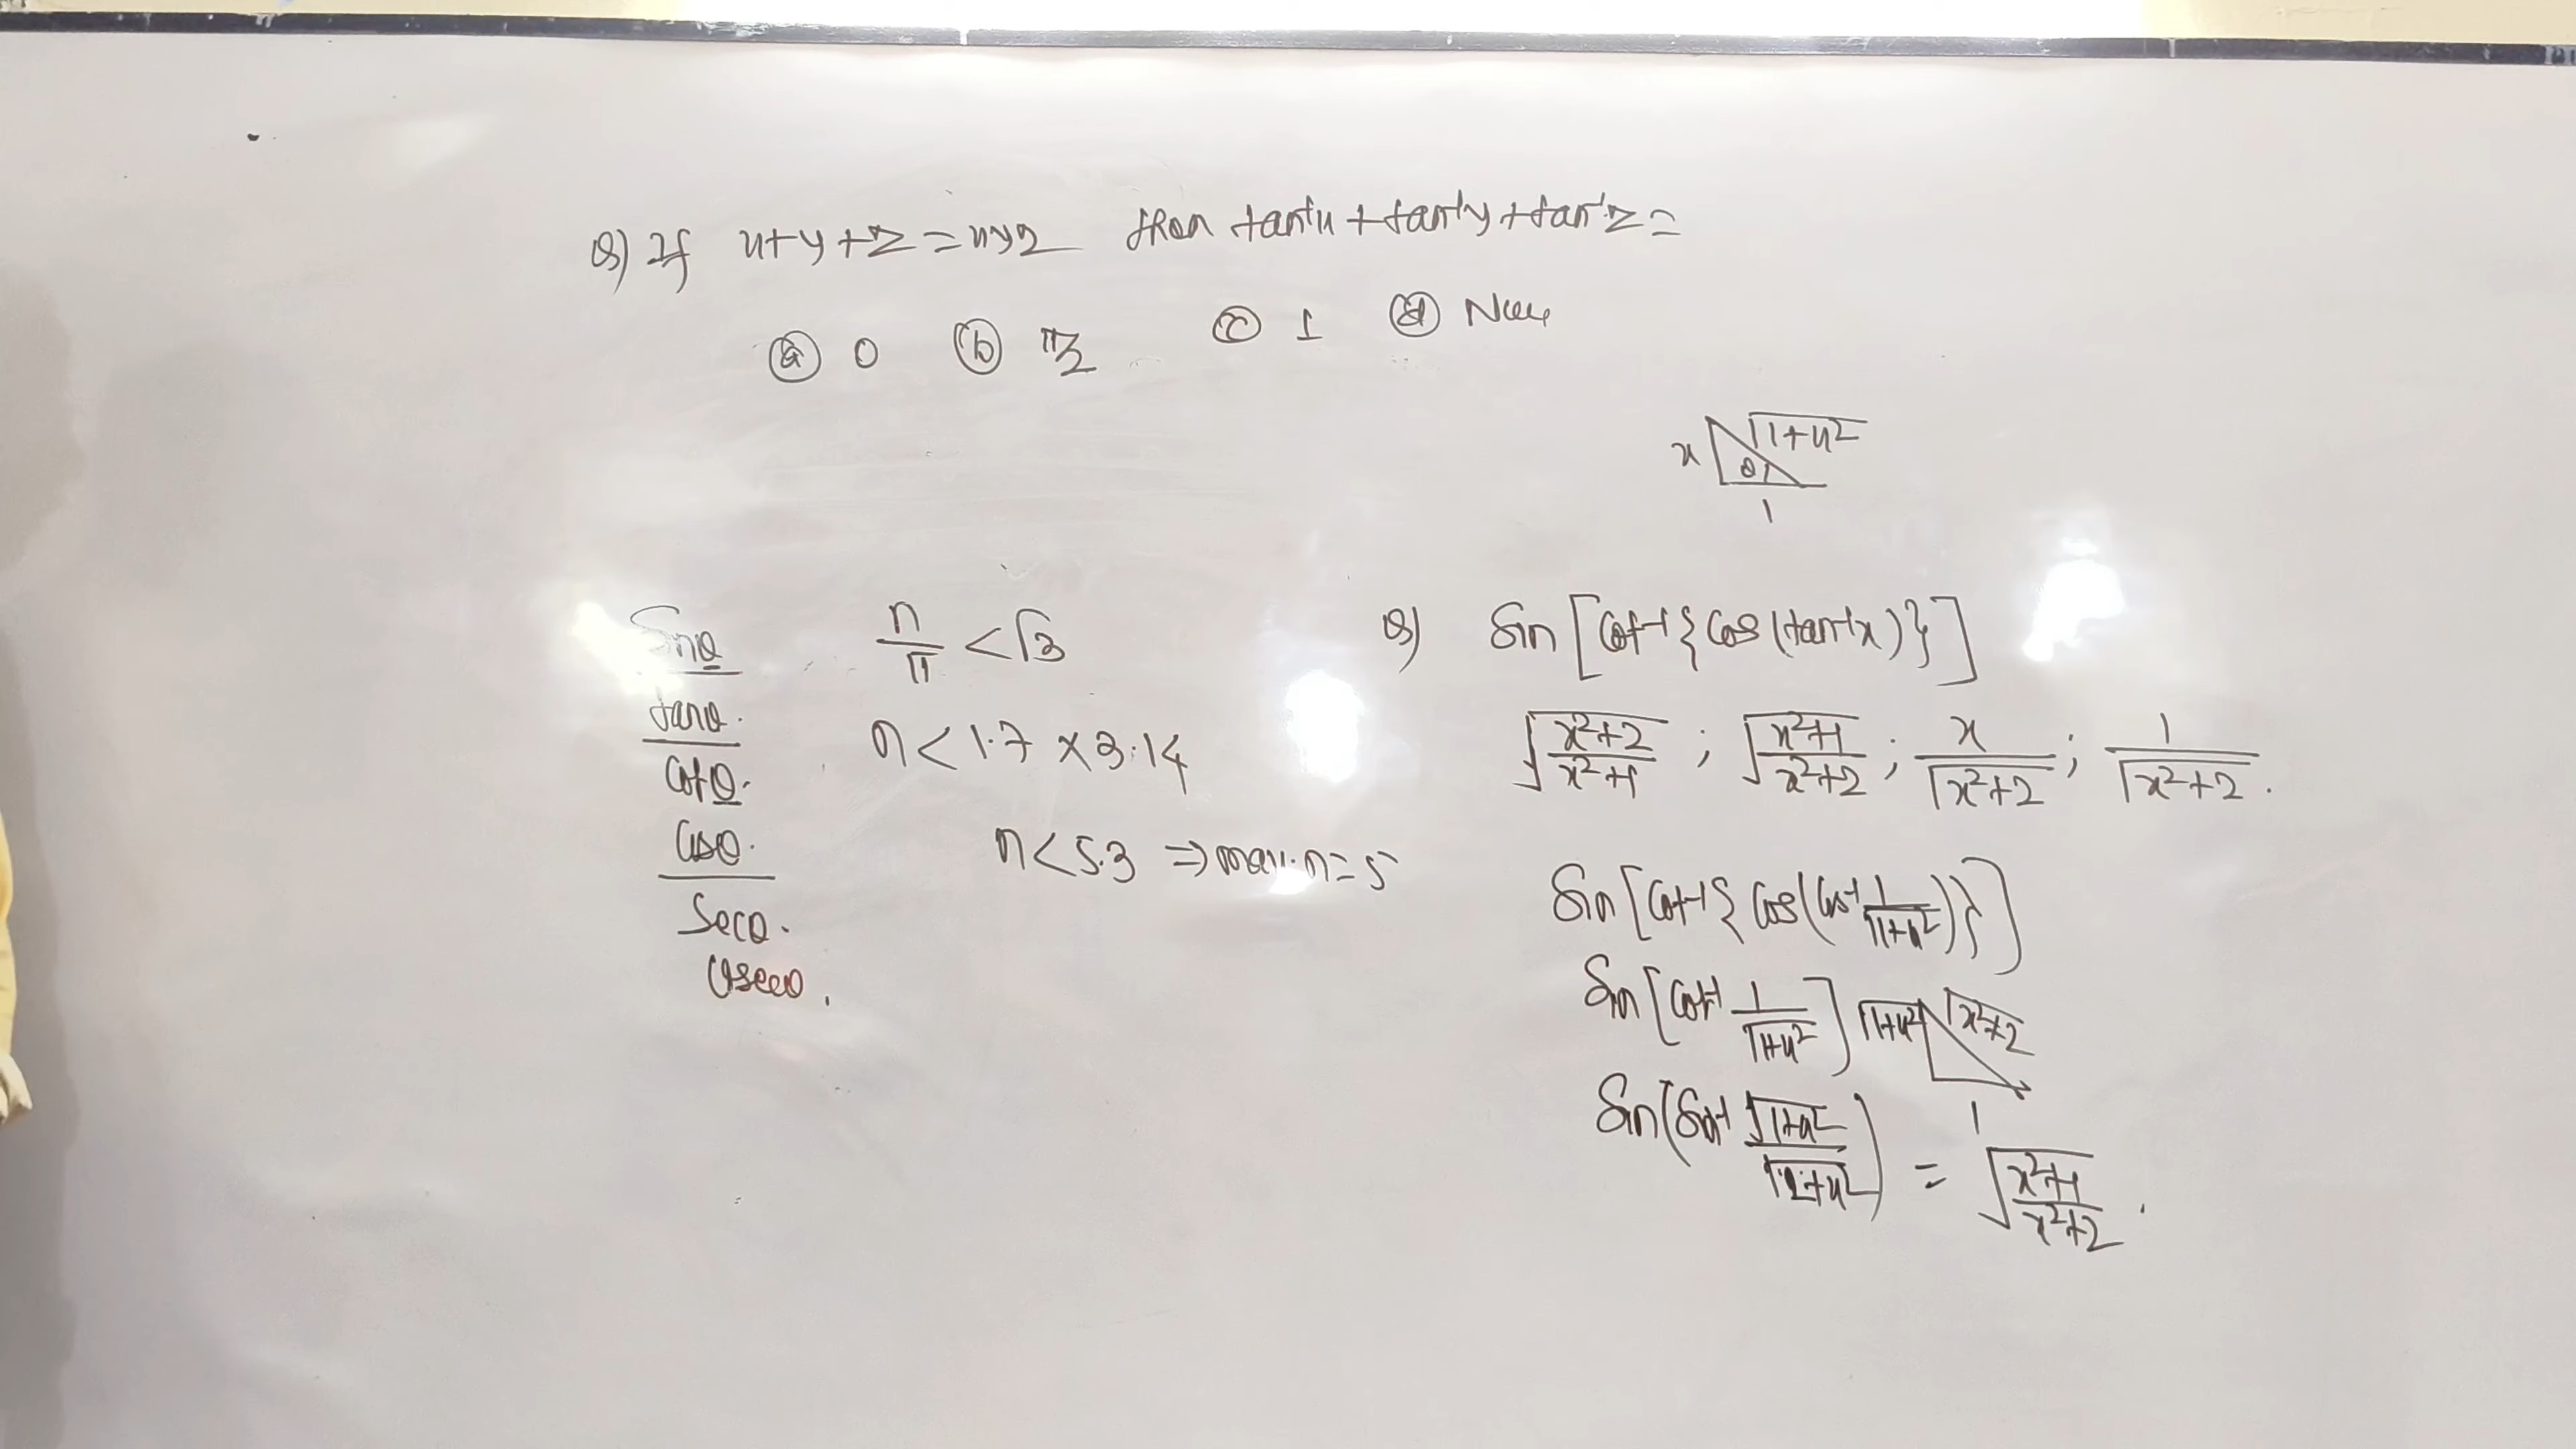 Q) If x+y+z=xyz then tan⁻¹x + tan⁻¹y + tan⁻¹z =
ⓐ 0 ⓑ π/2 ⓒ 1 ⓓ None
x √1+x²
θ
1
Sinθ
tanθ.
Cotθ.
Cosθ.
Secθ.
Cosecθ.
n/π < √3
n < 1.7 × 3.14
n < 5.3 ⇒ max. n = 5
Q) Sin [Cot⁻¹{Cos(tan⁻¹x)}]
√(x²+2)/(x²+1) ; √(x²+1)/(x²+2) ; x/√x²+2 ; 1/√x²+2 .
Sin [Cot⁻¹{Cos(Cos⁻¹ 1/√1+x²)}]
Sin [Cot⁻¹ 1/√1+x²] √1+x² √x²+2
1
Sin(Sin⁻¹ √1+x²/√2+x²) = √(x²+1)/(x²+2) .